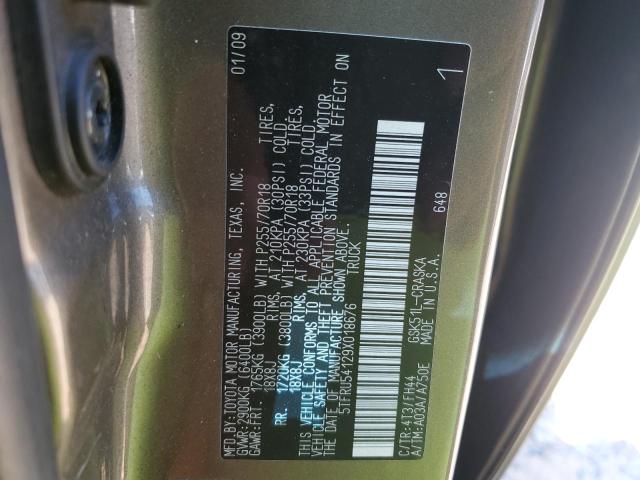 MFD.BY:TOYOTA MOTOR MANUFACTURING, TEXAS, INC. 01/09
GVWR:2900KG (6400LB)
GAWR:FRT. 1765KG (3900LB) WITH P255/70R18 TIRES,
18X8J RIMS, AT 210KPA (30PSI) COLD.
RR. 1720KG (3800LB) WITH P255/70R18 TIRES,
18X8J RIMS, AT 230KPA (33PSI) COLD.
THIS VEHICLE CONFORMS TO ALL APPLICABLE FEDERAL MOTOR
VEHICLE SAFETY AND THEFT PREVENTION STANDARDS IN EFFECT ON
THE DATE OF MANUFACTURE SHOWN ABOVE.
5TFRU54129X018676 TRUCK
648 1
C/TR:4T3/FH44 GSK51L-CRASKA
A/TM:A03A/A750E MADE IN U.S.A.